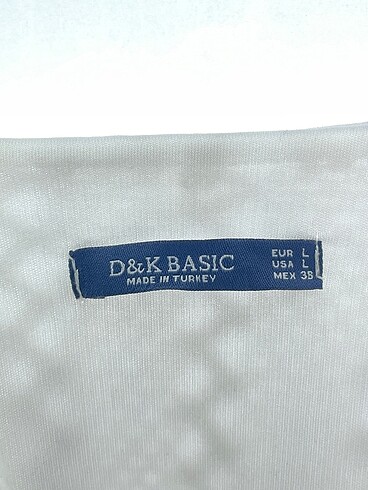 D&K BASIC
MADE IN TURKEY
EUR L
USA L
MEX 38